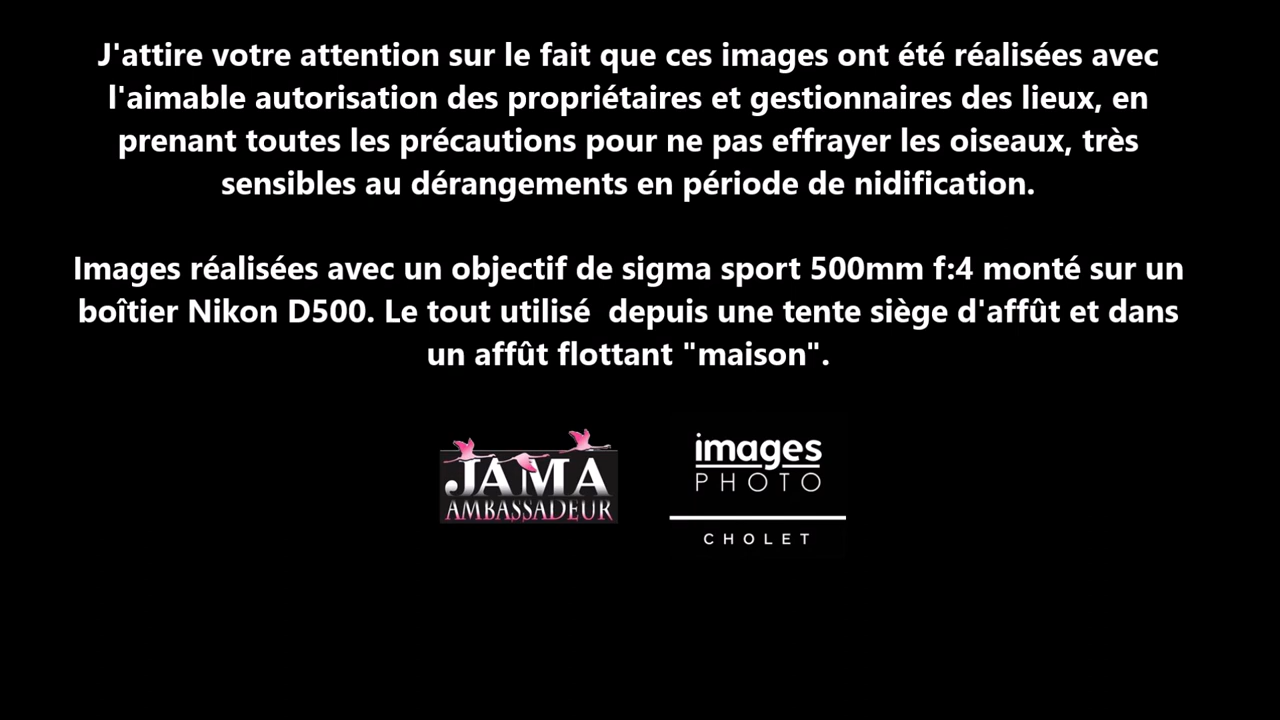 J'attire votre attention sur le fait que ces images ont été réalisées avec
l'aimable autorisation des propriétaires et gestionnaires des lieux, en
prenant toutes les précautions pour ne pas effrayer les oiseaux, très
sensibles au dérangements en période de nidification.
Images réalisées avec un objectif de sigma sport 500mm f:4 monté sur un
boîtier Nikon D500. Le tout utilisé  depuis une tente siège d'affût et dans
un affût flottant "maison".
JAMA
AMBASSADEUR
images
PHOTO
CHOLET